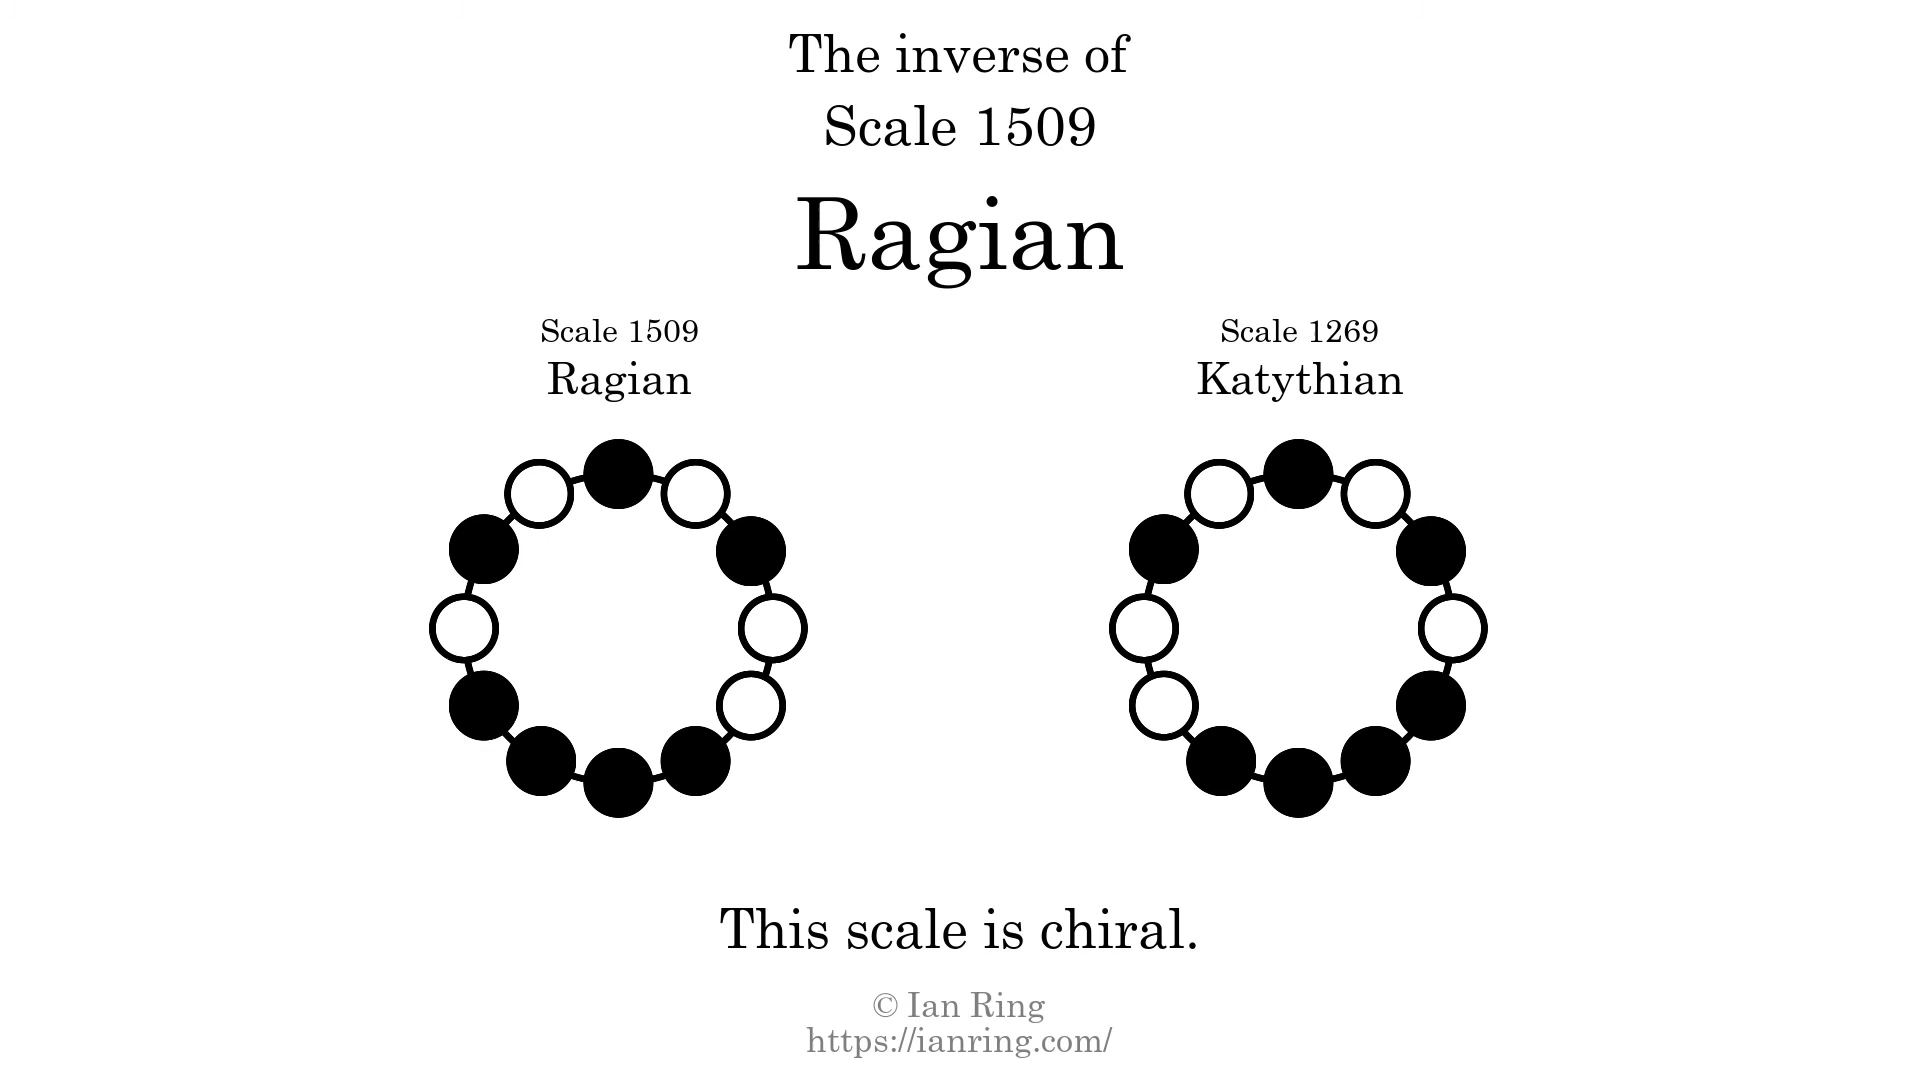 The inverse of
Scale 1509
Ragian
Scale 1509
Ragian
Scale 1269
Katythian
This scale is chiral.
© Ian Ring
https://ianring.com/